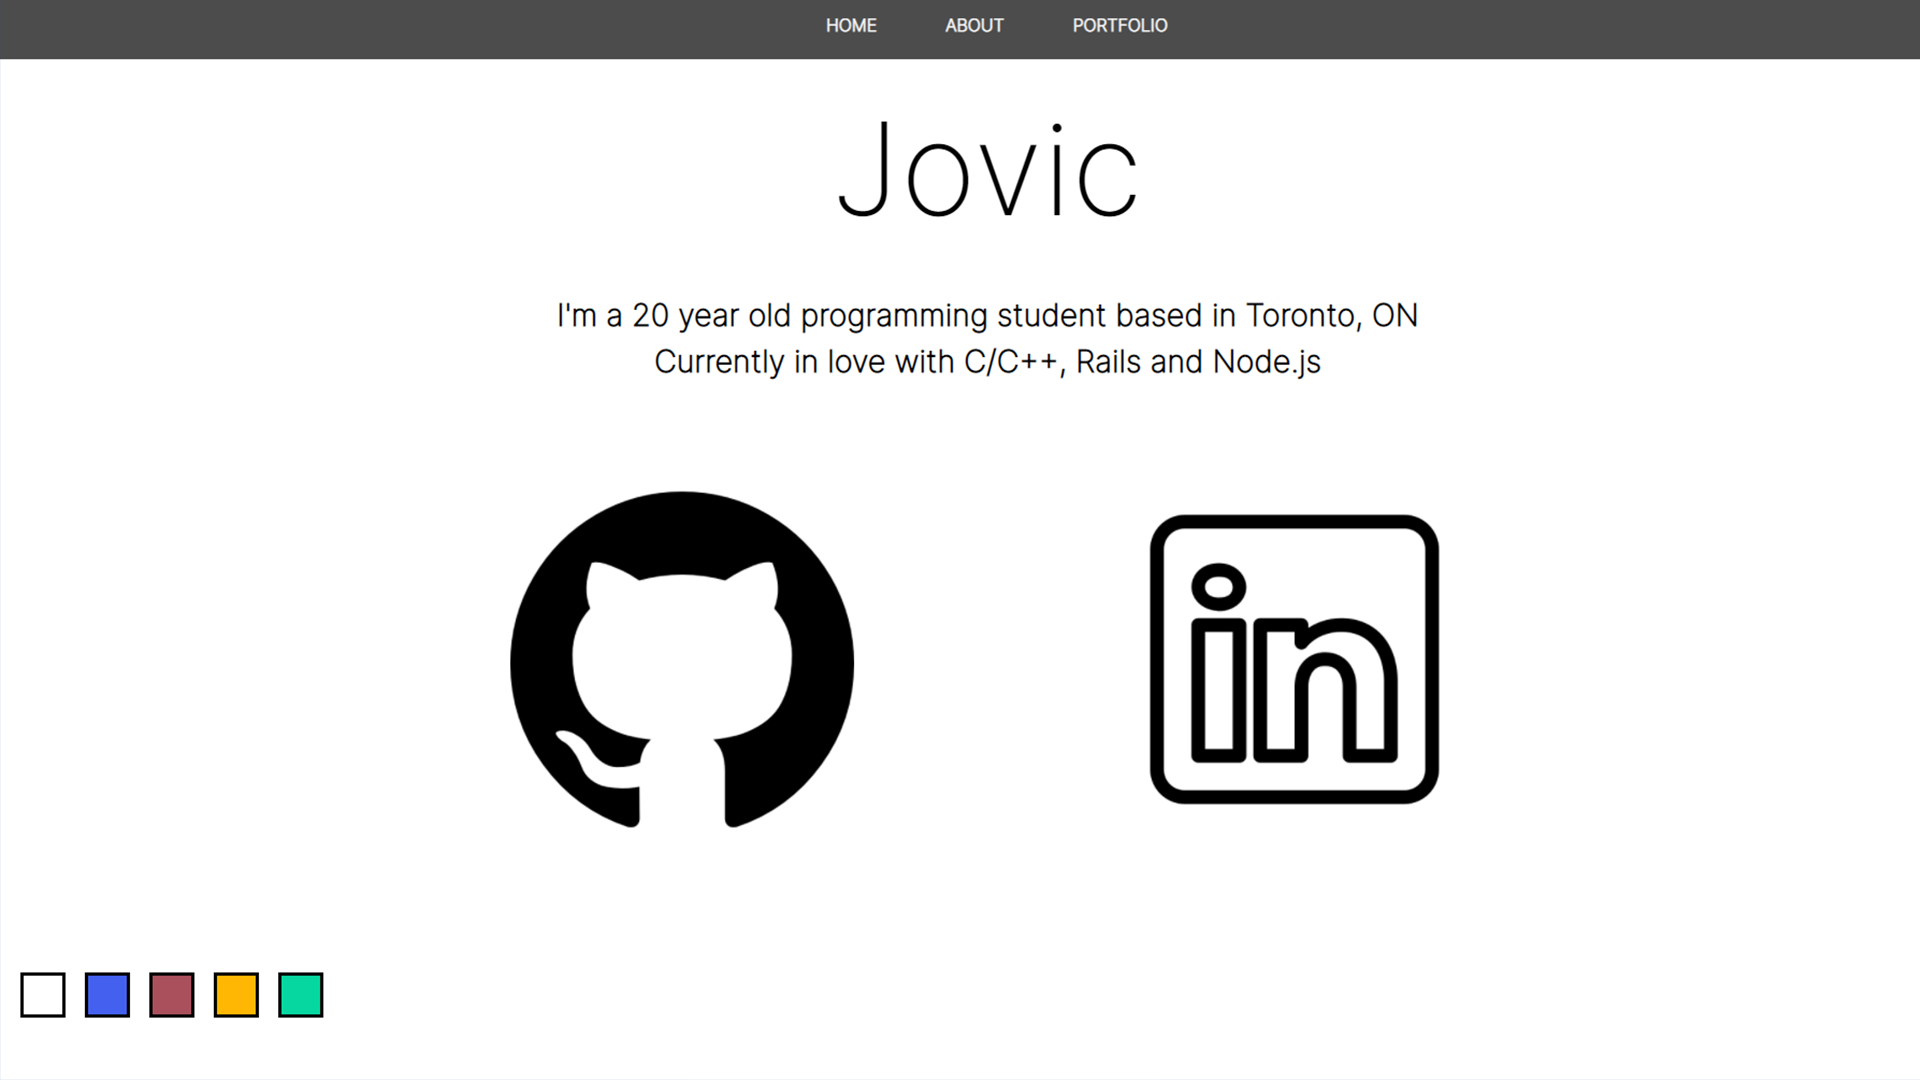 HOME ABOUT PORTFOLIO
Jovic
I'm a 20 year old programming student based in Toronto, ON
Currently in love with C/C++, Rails and Node.js
in